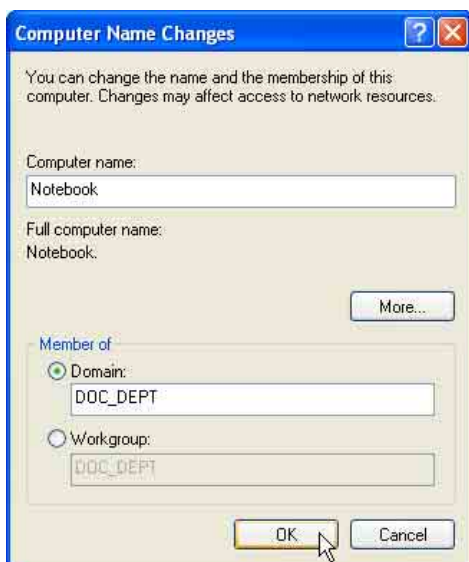 Computer Name Changes
You can change the name and the membership of this
computer. Changes may affect access to network resources.
Computer name:
Notebook
Full computer name:
Notebook.
More...
Member of
Domain:
DOC_DEPT
Workgroup:
DOC_DEPT
OK
Cancel